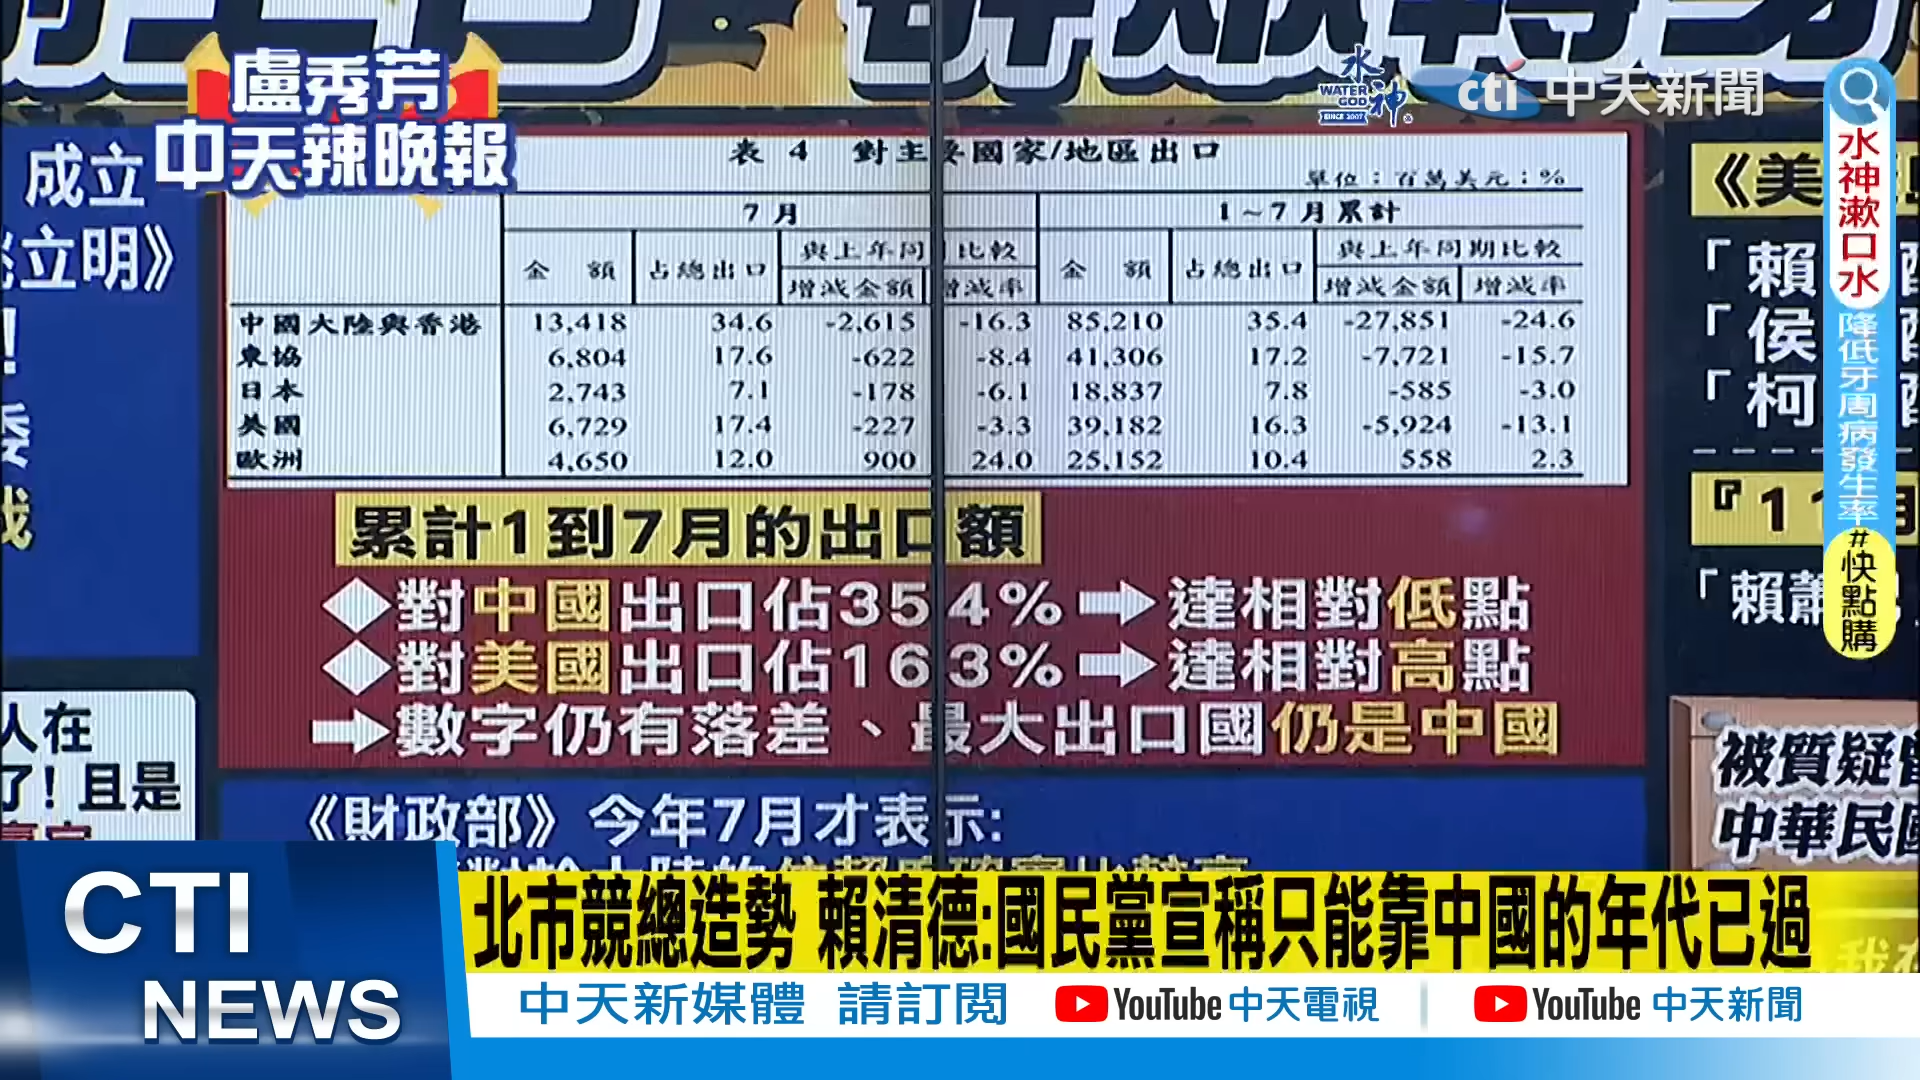 盧秀芳
中天辣晚報
水神
WATER GOD
SINCE 2007
cti 中天新聞
成立
立明》
!
委
我
表 4 對主要國家/地區出口
單位：百萬美元；%
7 月
1～7 月累計
金 額
占總出口
與上年同期比較
金 額
占總出口
與上年同期比較
增減金額
增減率
增減金額
增減率
中國大陸與香港 13,418 34.6 -2,615 -16.3 85,210 35.4 -27,851 -24.6
東協 6,804 17.6 -622 -8.4 41,306 17.2 -7,721 -15.7
日本 2,743 7.1 -178 -6.1 18,837 7.8 -585 -3.0
美國 6,729 17.4 -227 -3.3 39,182 16.3 -5,924 -13.1
歐洲 4,650 12.0 900 24.0 25,152 10.4 558 2.3
累計1到7月的出口額
◆對中國出口佔35.4%➡達相對低點
◆對美國出口佔16.3%➡達相對高點
➡數字仍有落差、最大出口國仍是中國
《財政部》今年7月才表示:
人在
了！且是
《美
「賴
「侯
「柯
『11月
「賴蕭
被質疑
中華民國
水神漱口水
降低牙周病發生率
#快點購
CTI
NEWS
北市競總造勢 賴清德:國民黨宣稱只能靠中國的年代已過
中天新媒體 請訂閱 YouTube 中天電視 | YouTube 中天新聞